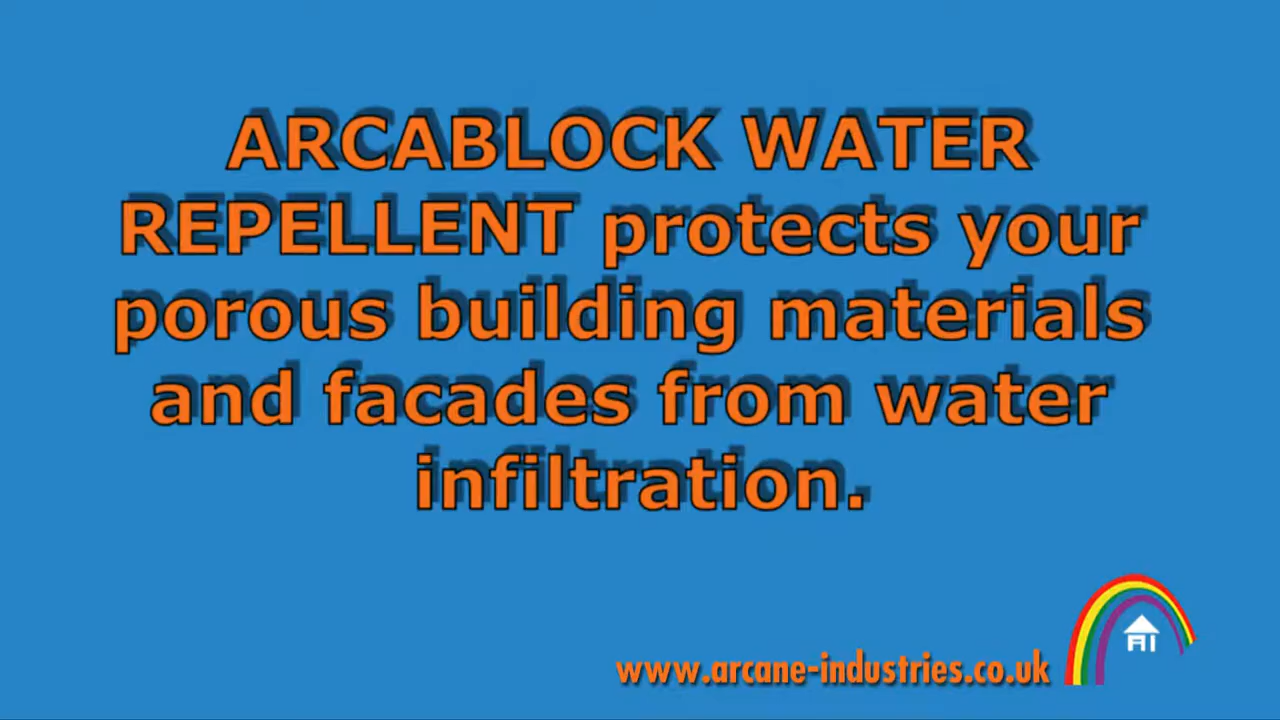 ARCABLOCK WATER
REPELLENT protects your
porous building materials
and facades from water
infiltration.
AI
www.arcane-industries.co.uk